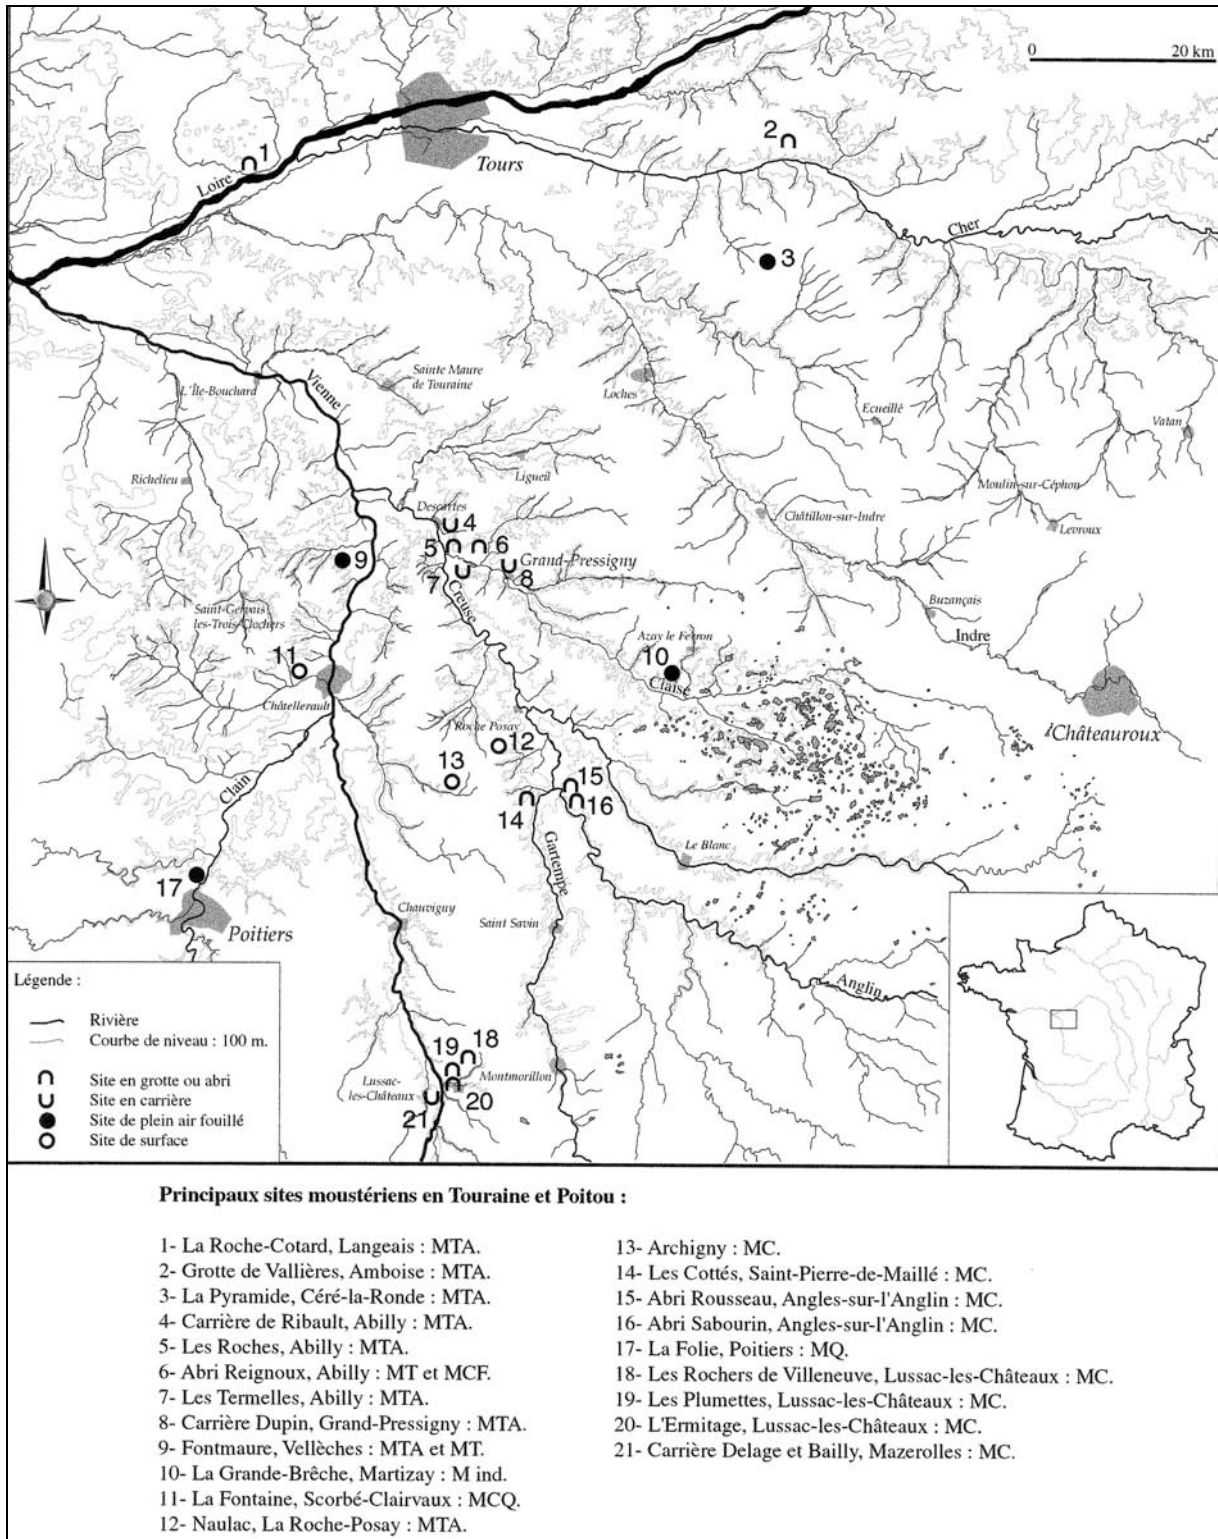 0 20 km
2
1
Tours
Loire
Cher
3
Vienne
Sainte Maure
de Touraine
L'Île-Bouchard
Loches
Ecueillé
Vatan
Richelieu
Ligueil
Moulin-sur-Céphon
Descartes
4
Châtillon-sur-Indre
Levroux
5
6
Grand-Pressigny
9
7
8
Creuse
Buzançais
Saint-Gervais
les-Trois-Clochers
Indre
Azay le Ferron
10
11
Claise
Châtellerault
Roche Posay
12
Châteauroux
13
15
Clain
14
16
Gartempe
Le Blanc
17
Chauvigny
Saint Savin
Poitiers
Anglin
Légende :
Rivière
Courbe de niveau : 100 m.
Site en grotte ou abri
Site en carrière
Site de plein air fouillé
Site de surface
18
19
Lussac-
les-Châteaux
Montmorillon
20
21
Principaux sites moustériens en Touraine et Poitou :
1- La Roche-Cotard, Langeais : MTA.
2- Grotte de Vallières, Amboise : MTA.
3- La Pyramide, Céré-la-Ronde : MTA.
4- Carrière de Ribault, Abilly : MTA.
5- Les Roches, Abilly : MTA.
6- Abri Reignoux, Abilly : MT et MCF.
7- Les Termelles, Abilly : MTA.
8- Carrière Dupin, Grand-Pressigny : MTA.
9- Fontmaure, Vellèches : MTA et MT.
10- La Grande-Brêche, Martizay : M ind.
11- La Fontaine, Scorbé-Clairvaux : MCQ.
12- Naulac, La Roche-Posay : MTA.
13- Archigny : MC.
14- Les Cottés, Saint-Pierre-de-Maillé : MC.
15- Abri Rousseau, Angles-sur-l'Anglin : MC.
16- Abri Sabourin, Angles-sur-l'Anglin : MC.
17- La Folie, Poitiers : MQ.
18- Les Rochers de Villeneuve, Lussac-les-Châteaux : MC.
19- Les Plumettes, Lussac-les-Châteaux : MC.
20- L'Ermitage, Lussac-les-Châteaux : MC.
21- Carrière Delage et Bailly, Mazerolles : MC.